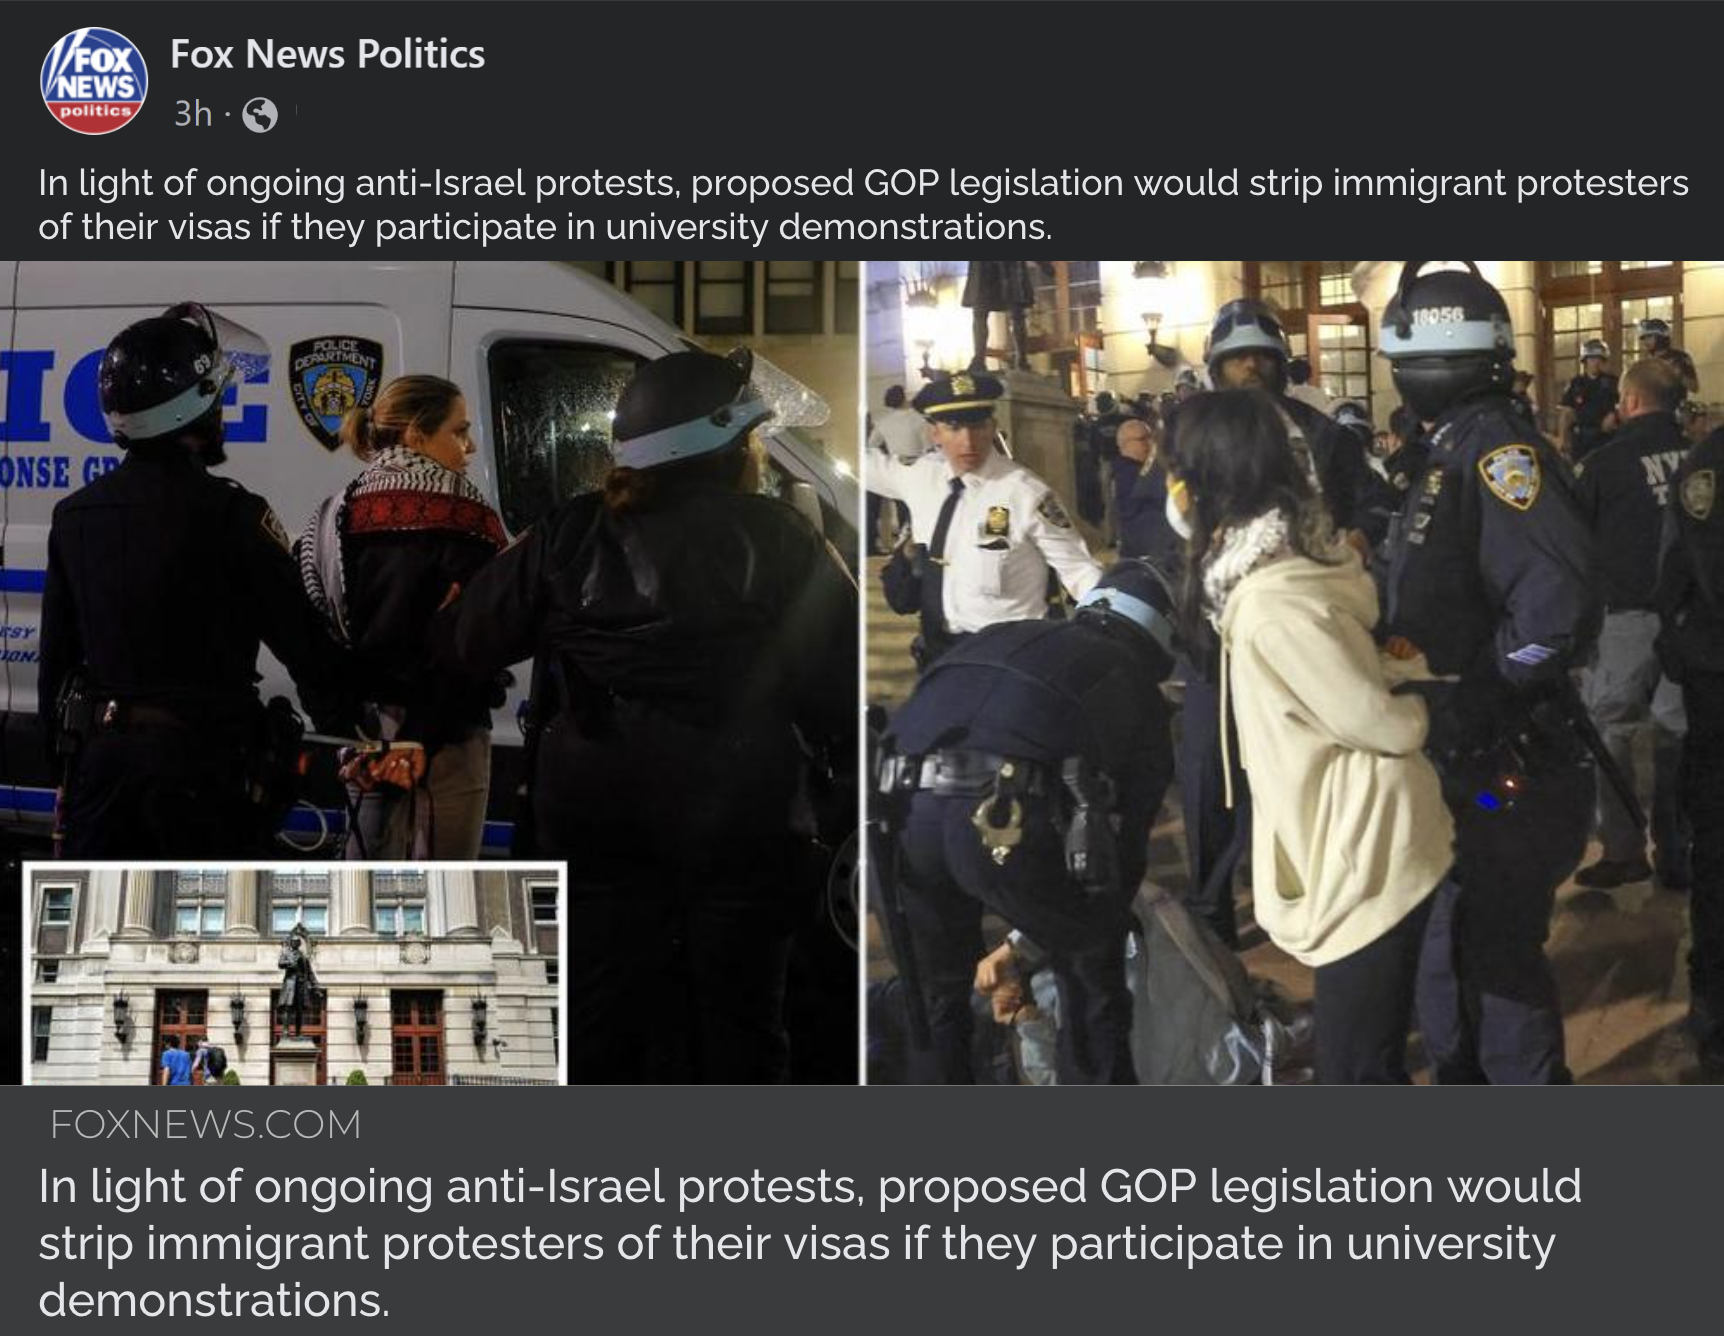 FOX
NEWS
politics
Fox News Politics
3h ·
In light of ongoing anti-Israel protests, proposed GOP legislation would strip immigrant protesters
of their visas if they participate in university demonstrations.
69
POLICE
DEPARTMENT
CITY OF
18056
FOXNEWS.COM
In light of ongoing anti-Israel protests, proposed GOP legislation would
strip immigrant protesters of their visas if they participate in university
demonstrations.